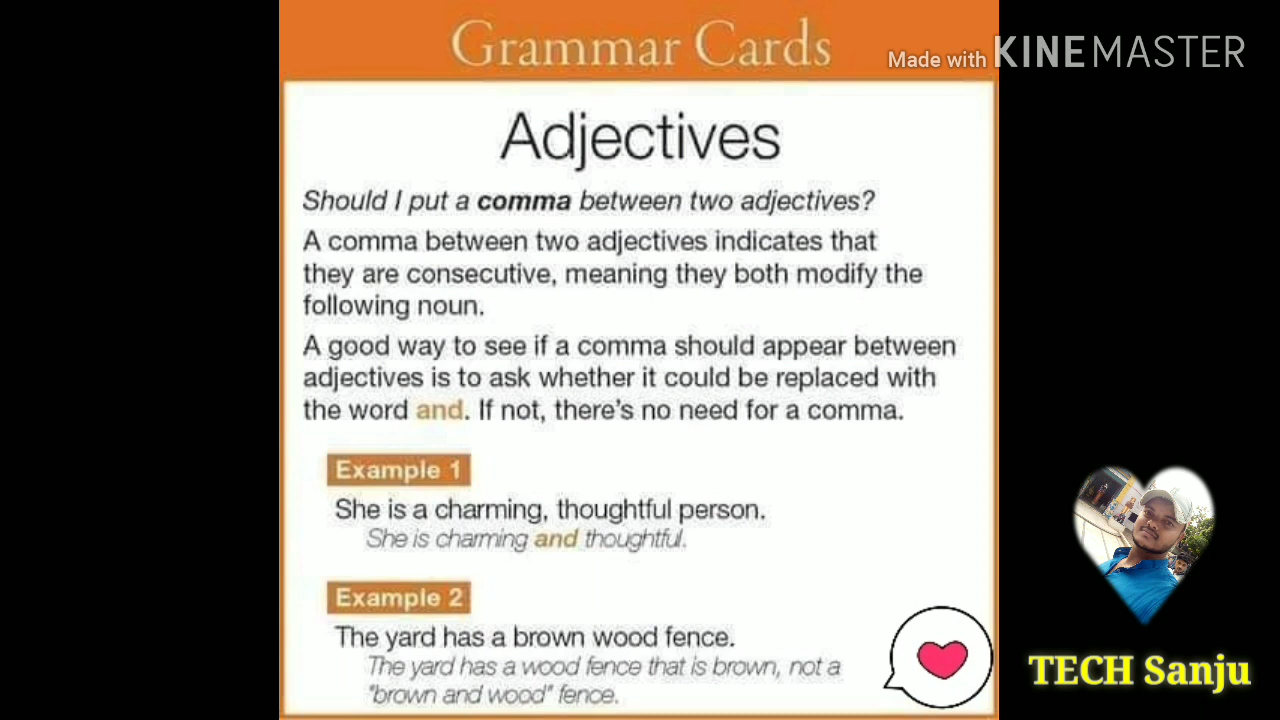 Grammar Cards
Made with KINEMASTER
Adjectives
Should I put a comma between two adjectives?
A comma between two adjectives indicates that
they are consecutive, meaning they both modify the
following noun.
A good way to see if a comma should appear between
adjectives is to ask whether it could be replaced with
the word and. If not, there's no need for a comma.
Example 1
She is a charming, thoughtful person.
She is charming and thoughtful.
Example 2
The yard has a brown wood fence.
The yard has a wood fence that is brown, not a
"brown and wood" fence.
TECH Sanju